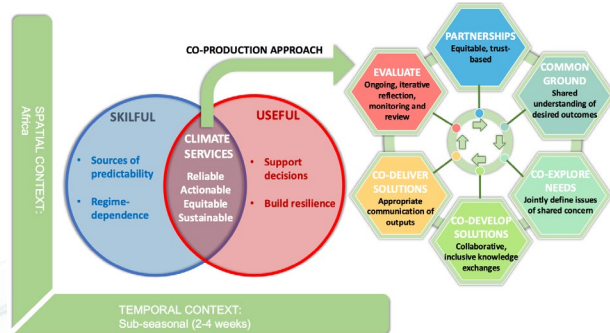 CO-PRODUCTION APPROACH
SPATIAL CONTEXT:
Africa
SKILFUL
• Sources of
predictability
• Regime-
dependence
CLIMATE
SERVICES
Reliable
Actionable
Equitable
Sustainable
USEFUL
• Support
decisions
• Build resilience
TEMPORAL CONTEXT:
Sub-seasonal (2-4 weeks)
PARTNERSHIPS
Equitable, trust-
based
COMMON
GROUND
Shared
understanding of
desired outcomes
CO-EXPLORE
NEEDS
Jointly define issues
of shared concern
CO-DEVELOP
SOLUTIONS
Collaborative,
inclusive knowledge
exchanges
CO-DELIVER
SOLUTIONS
Appropriate
communication of
outputs
EVALUATE
Ongoing, iterative
reflection,
monitoring and
review